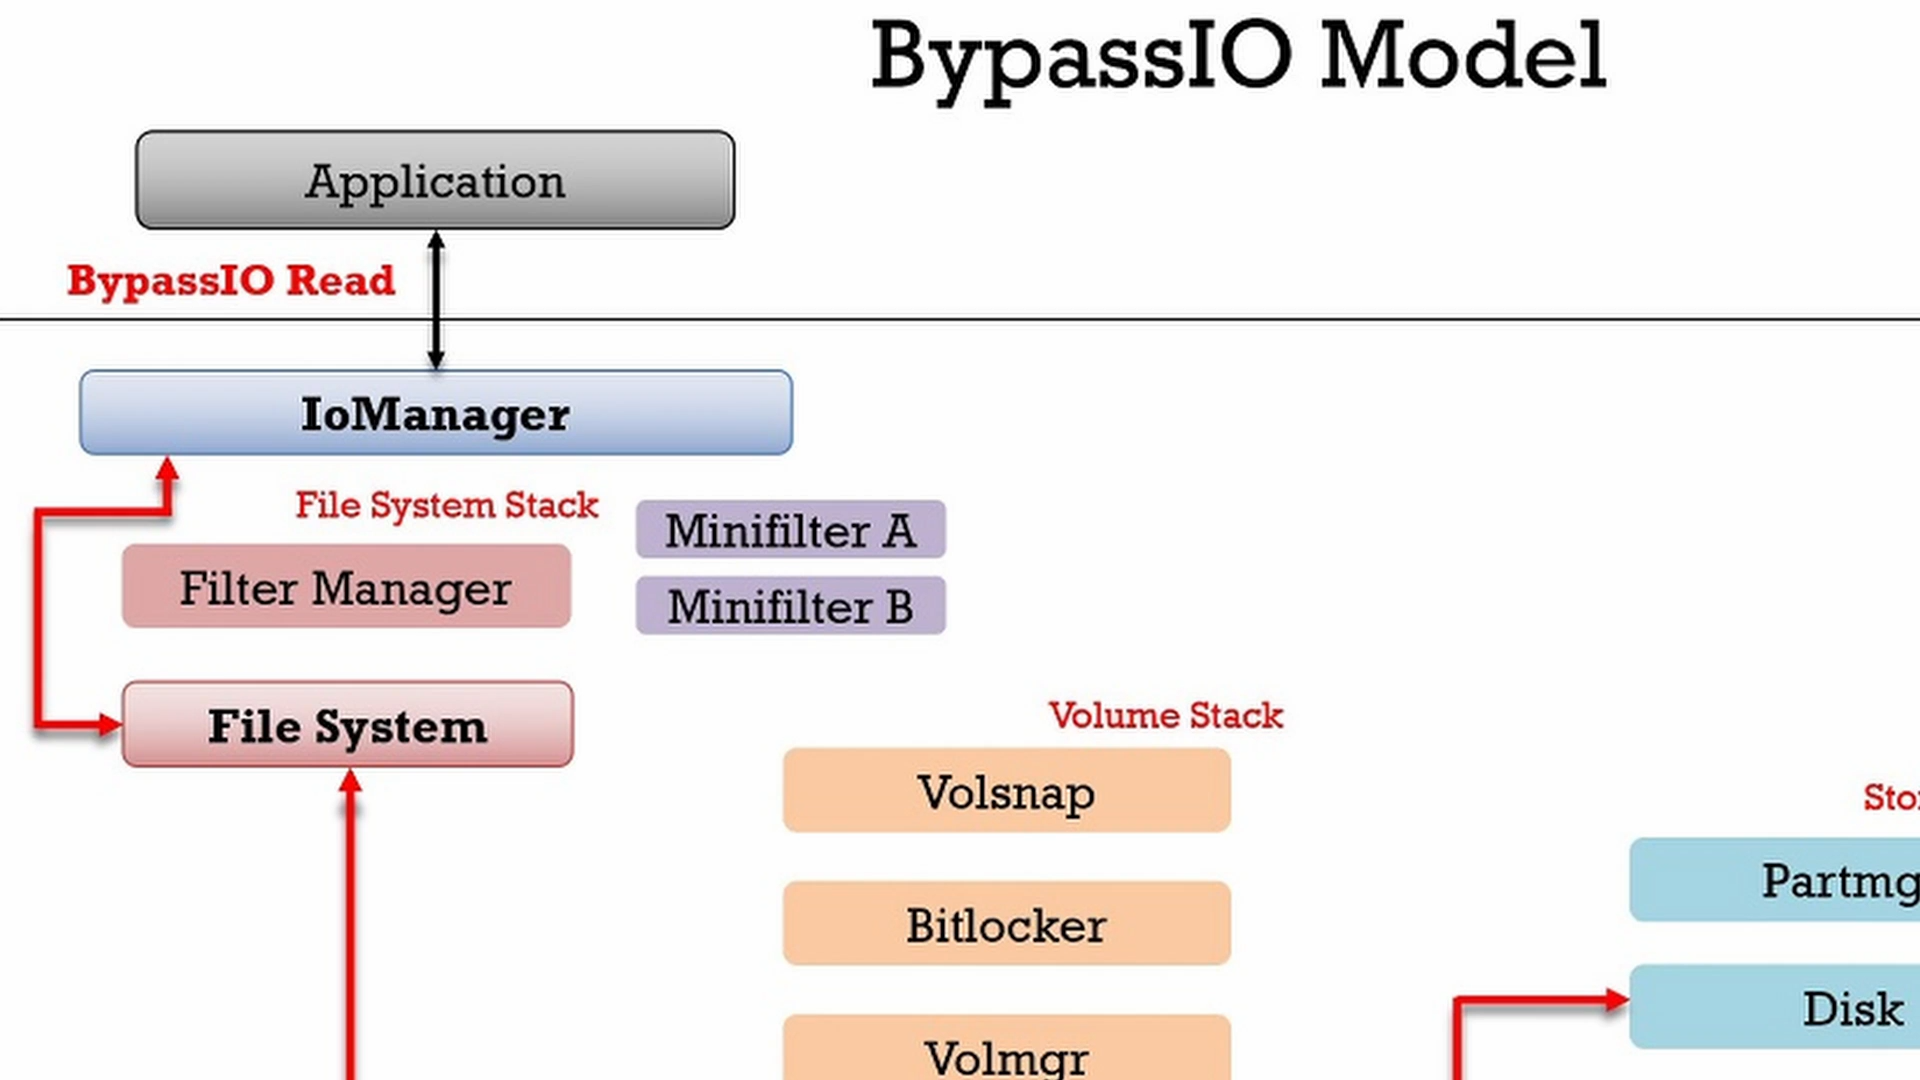 BypassIO Model
Application
BypassIO Read
IoManager
File System Stack
Minifilter A
Filter Manager
Minifilter B
File System
Volume Stack
Volsnap
Partmg
Bitlocker
Disk
Volmgr